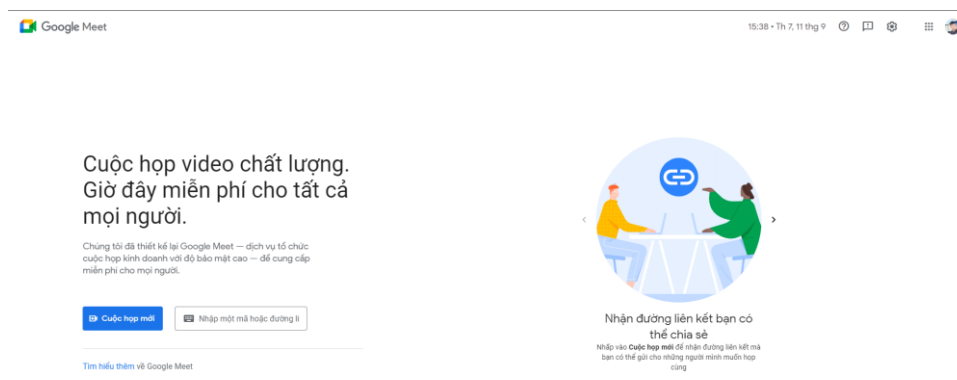 Google Meet
15:38 • Th 7, 11 thg 9
Cuộc họp video chất lượng.
Giờ đây miễn phí cho tất cả
mọi người.
Chúng tôi đã thiết kế lại Google Meet — dịch vụ tổ chức
cuộc họp kinh doanh với độ bảo mật cao — để cung cấp
miễn phí cho mọi người.
Cuộc họp mới
Nhập một mã hoặc đường li
Tìm hiểu thêm về Google Meet
Nhận đường liên kết bạn có
thể chia sẻ
Nhấp vào Cuộc họp mới để nhận đường liên kết mà
bạn có thể gửi cho những người mình muốn họp
cùng